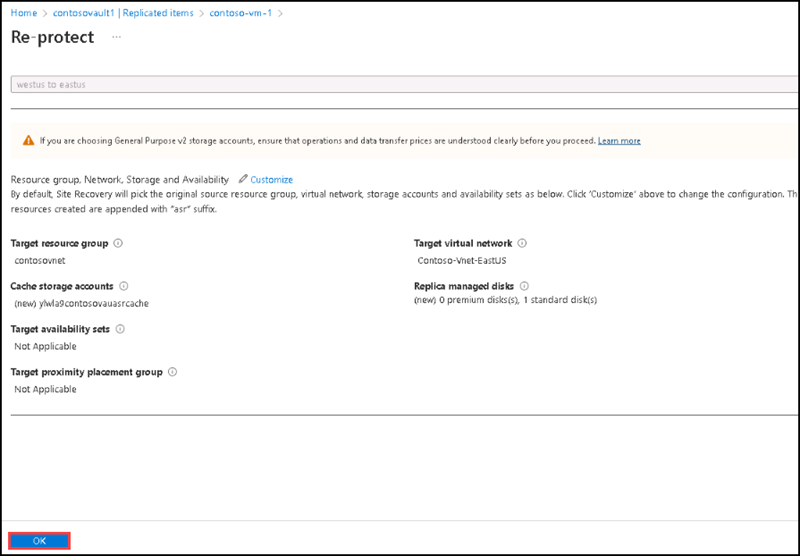 Home > contosovault1 | Replicated items > contoso-vm-1 >
Re-protect ...
westus to eastus
If you are choosing General Purpose v2 storage accounts, ensure that operations and data transfer prices are understood clearly before you proceed. Learn more
Resource group, Network, Storage and Availability Customize
By default, Site Recovery will pick the original source resource group, virtual network, storage accounts and availability sets as below. Click 'Customize' above to change the configuration. Th
resources created are appended with "asr" suffix.
Target resource group
contosovnet
Target virtual network
Contoso-Vnet-EastUS
Cache storage accounts
(new) ylwla9contosovauasrcache
Replica managed disks
(new) 0 premium disks(s), 1 standard disk(s)
Target availability sets
Not Applicable
Target proximity placement group
Not Applicable
OK